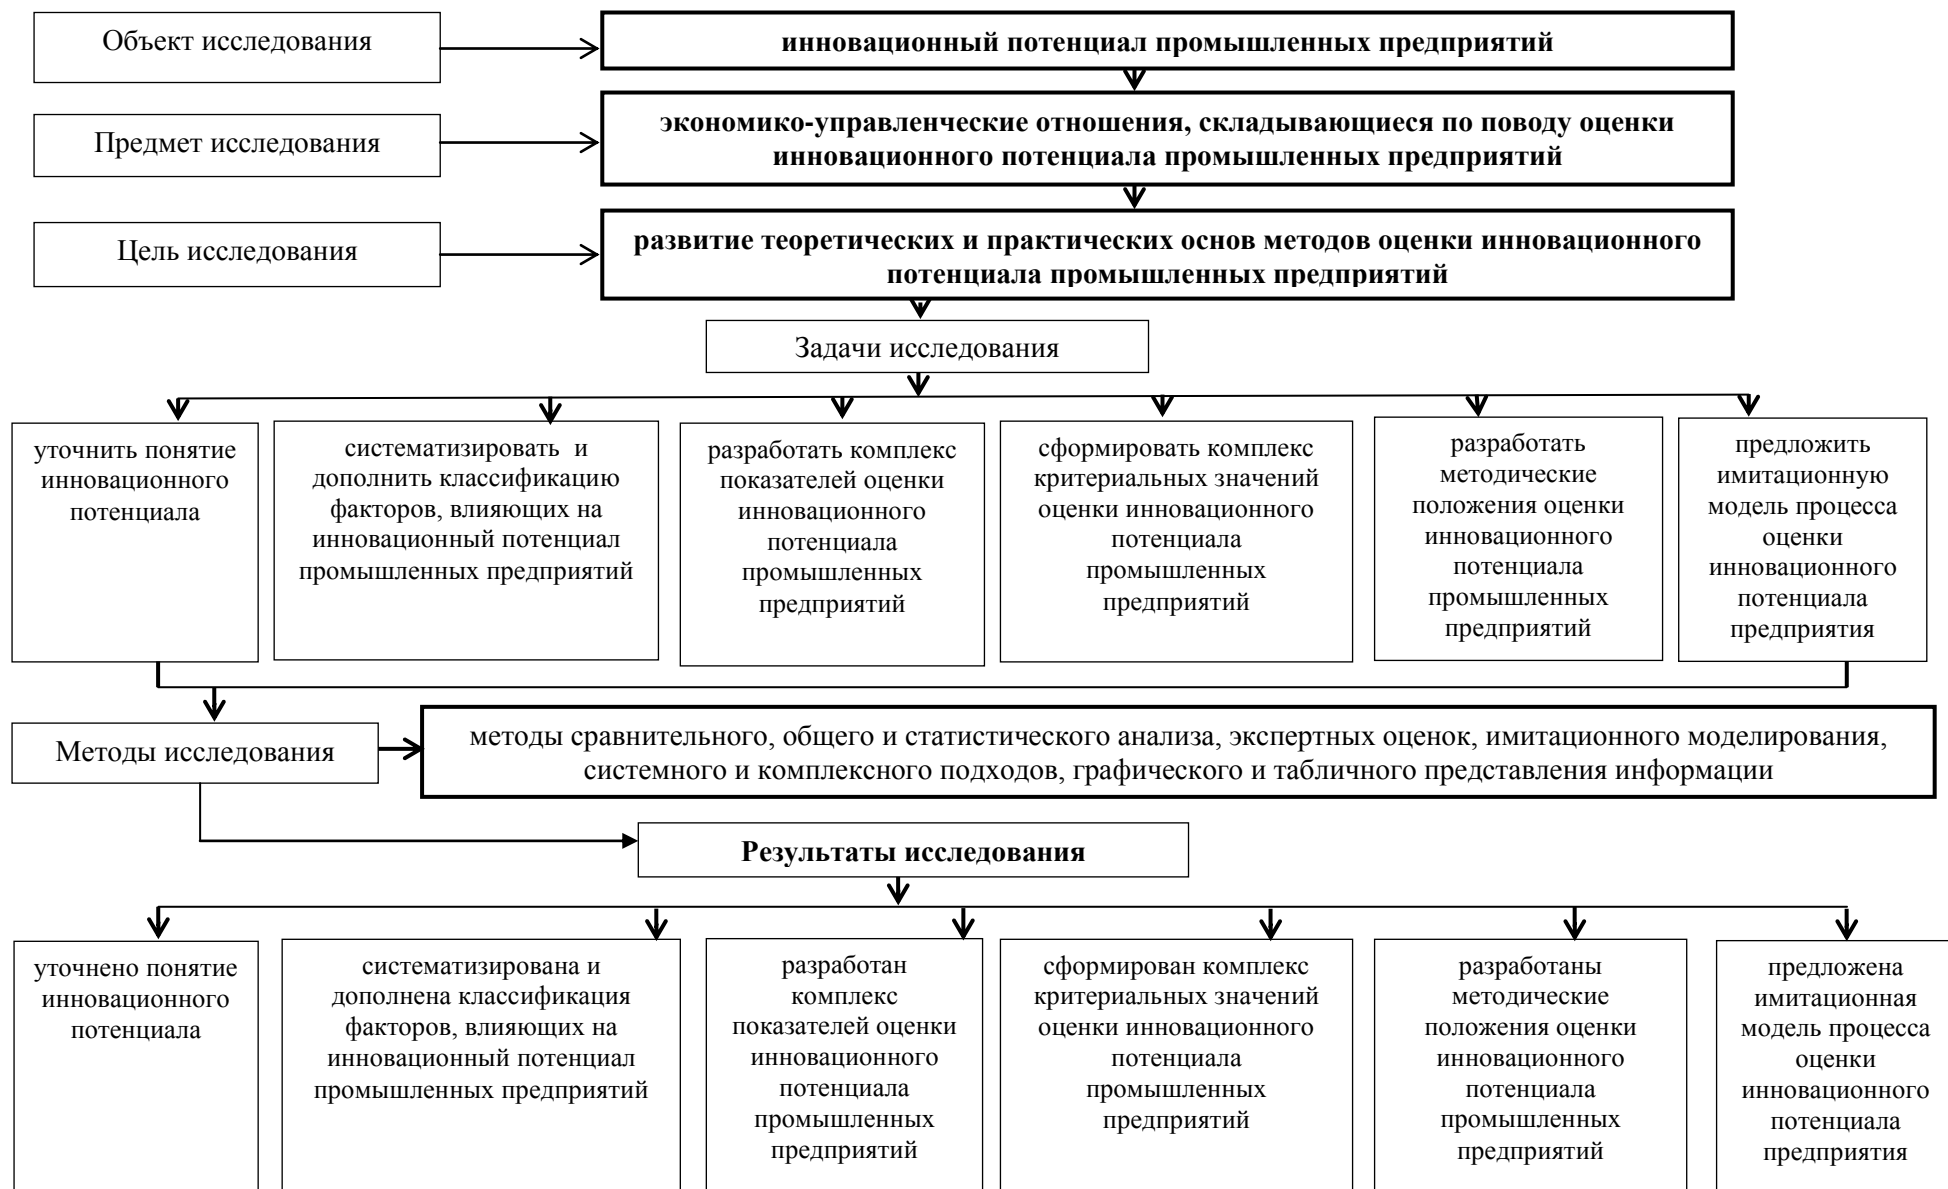 Объект исследования
инновационный потенциал промышленных предприятий
Предмет исследования
экономико-управленческие отношения, складывающиеся по поводу оценки
инновационного потенциала промышленных предприятий
Цель исследования
развитие теоретических и практических основ методов оценки инновационного
потенциала промышленных предприятий
Задачи исследования
уточнить понятие
инновационного
потенциала
систематизировать и
дополнить классификацию
факторов, влияющих на
инновационный потенциал
промышленных предприятий
разработать комплекс
показателей оценки
инновационного
потенциала
промышленных
предприятий
сформировать комплекс
критериальных значений
оценки инновационного
потенциала
промышленных
предприятий
разработать
методические
положения оценки
инновационного
потенциала
промышленных
предприятий
предложить
имитационную
модель процесса
оценки
инновационного
потенциала
предприятия
Методы исследования
методы сравнительного, общего и статистического анализа, экспертных оценок, имитационного моделирования,
системного и комплексного подходов, графического и табличного представления информации
Результаты исследования
уточнено понятие
инновационного
потенциала
систематизирована и
дополнена классификация
факторов, влияющих на
инновационный потенциал
промышленных предприятий
разработан
комплекс
показателей оценки
инновационного
потенциала
промышленных
предприятий
сформирован комплекс
критериальных значений
оценки инновационного
потенциала
промышленных
предприятий
разработаны
методические
положения оценки
инновационного
потенциала
промышленных
предприятий
предложена
имитационная
модель процесса
оценки
инновационного
потенциала
предприятия